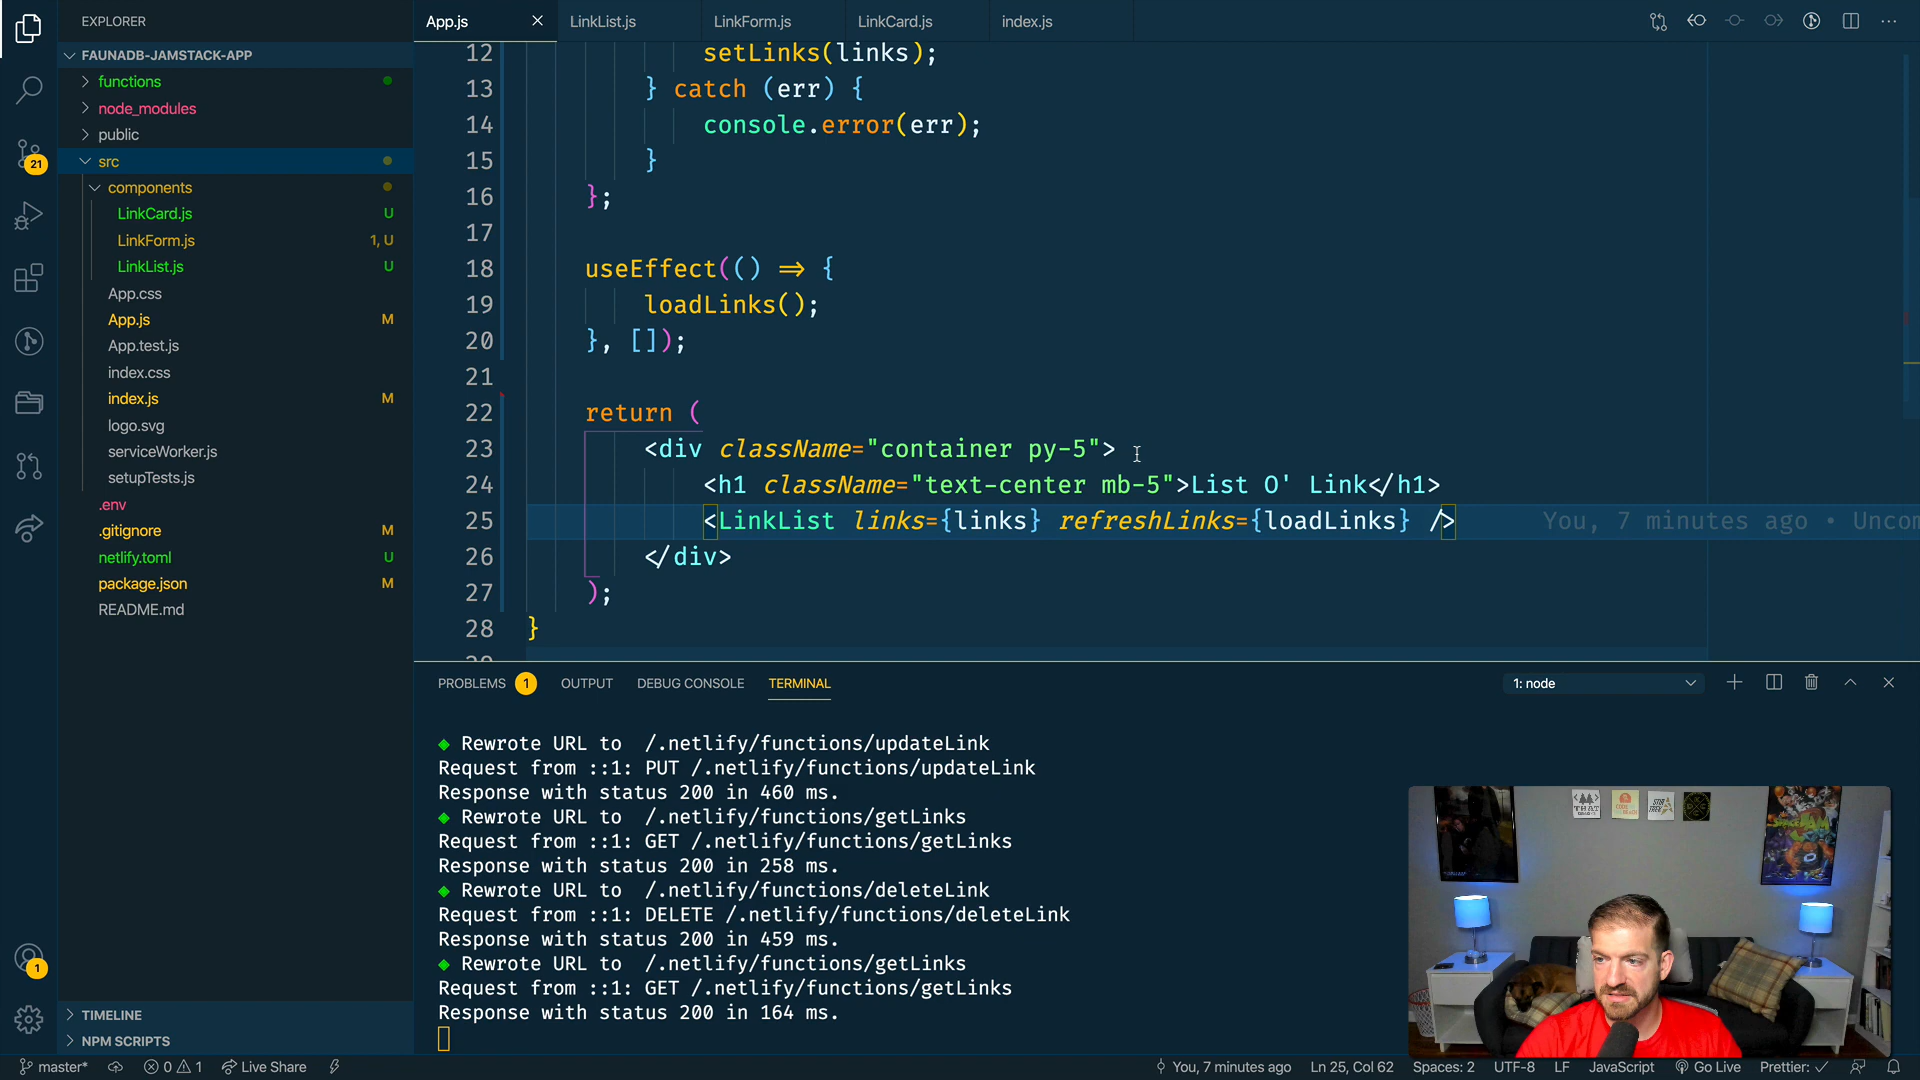 EXPLORER
FAUNADB-JAMSTACK-APP
functions
node_modules
public
src
components
LinkCard.js U
LinkForm.js 1, U
LinkList.js U
App.css
App.js M
App.test.js
index.css
index.js M
logo.svg
serviceWorker.js
setupTests.js
.env
.gitignore M
netlify.toml U
package.json M
README.md
TIMELINE
NPM SCRIPTS
21
1
App.js LinkList.js LinkForm.js LinkCard.js index.js
12 setLinks(links);
13 } catch (err) {
14 console.error(err);
15 }
16 };
17
18 useEffect(() => {
19 loadLinks();
20 }, []);
21
22 return (
23 <div className="container py-5">
24 <h1 className="text-center mb-5">List O' Link</h1>
25 <LinkList links={links} refreshLinks={loadLinks} /> You, 7 minutes ago • Uncom
26 </div>
27 );
28 }
PROBLEMS 1 OUTPUT DEBUG CONSOLE TERMINAL 1: node
◆ Rewrote URL to /.netlify/functions/updateLink
Request from ::1: PUT /.netlify/functions/updateLink
Response with status 200 in 460 ms.
◆ Rewrote URL to /.netlify/functions/getLinks
Request from ::1: GET /.netlify/functions/getLinks
Response with status 200 in 258 ms.
◆ Rewrote URL to /.netlify/functions/deleteLink
Request from ::1: DELETE /.netlify/functions/deleteLink
Response with status 200 in 459 ms.
◆ Rewrote URL to /.netlify/functions/getLinks
Request from ::1: GET /.netlify/functions/getLinks
Response with status 200 in 164 ms.
master* 0 1 Live Share You, 7 minutes ago Ln 25, Col 62 Spaces: 2 UTF-8 LF JavaScript Go Live Prettier: ✓